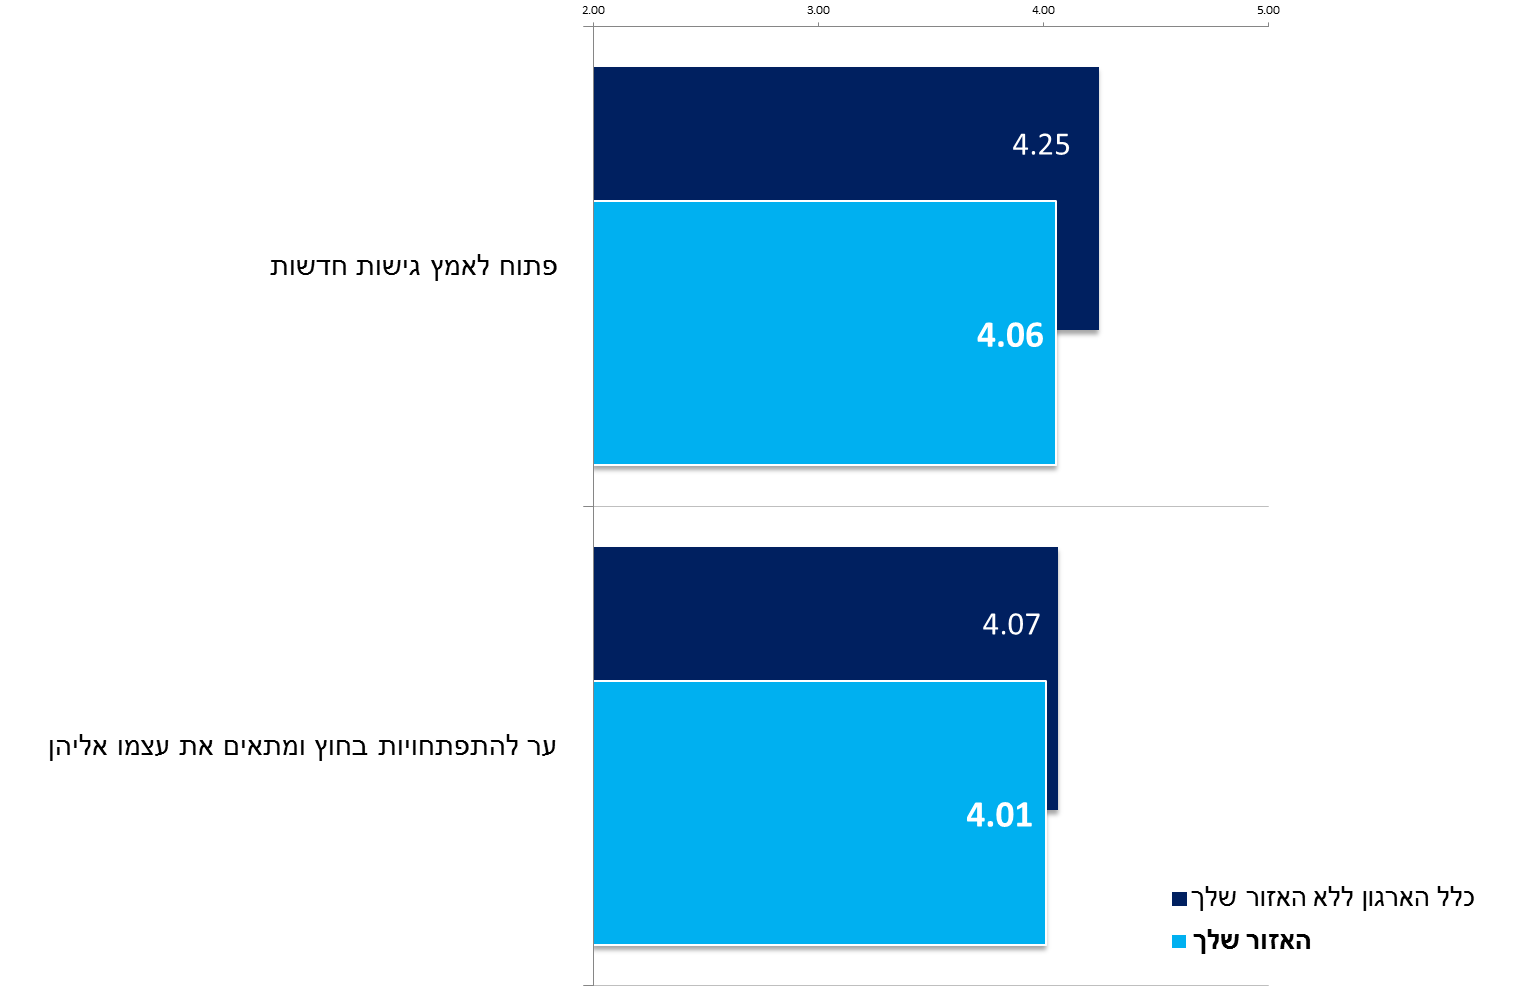 2.00 3.00 4.00 5.00
4.25
פתוח לאמץ גישות חדשות
4.06
4.07
ער להתפתחויות בחוץ ומתאים את עצמו אליהן
4.01
כלל הארגון ללא האזור שלך
האזור שלך